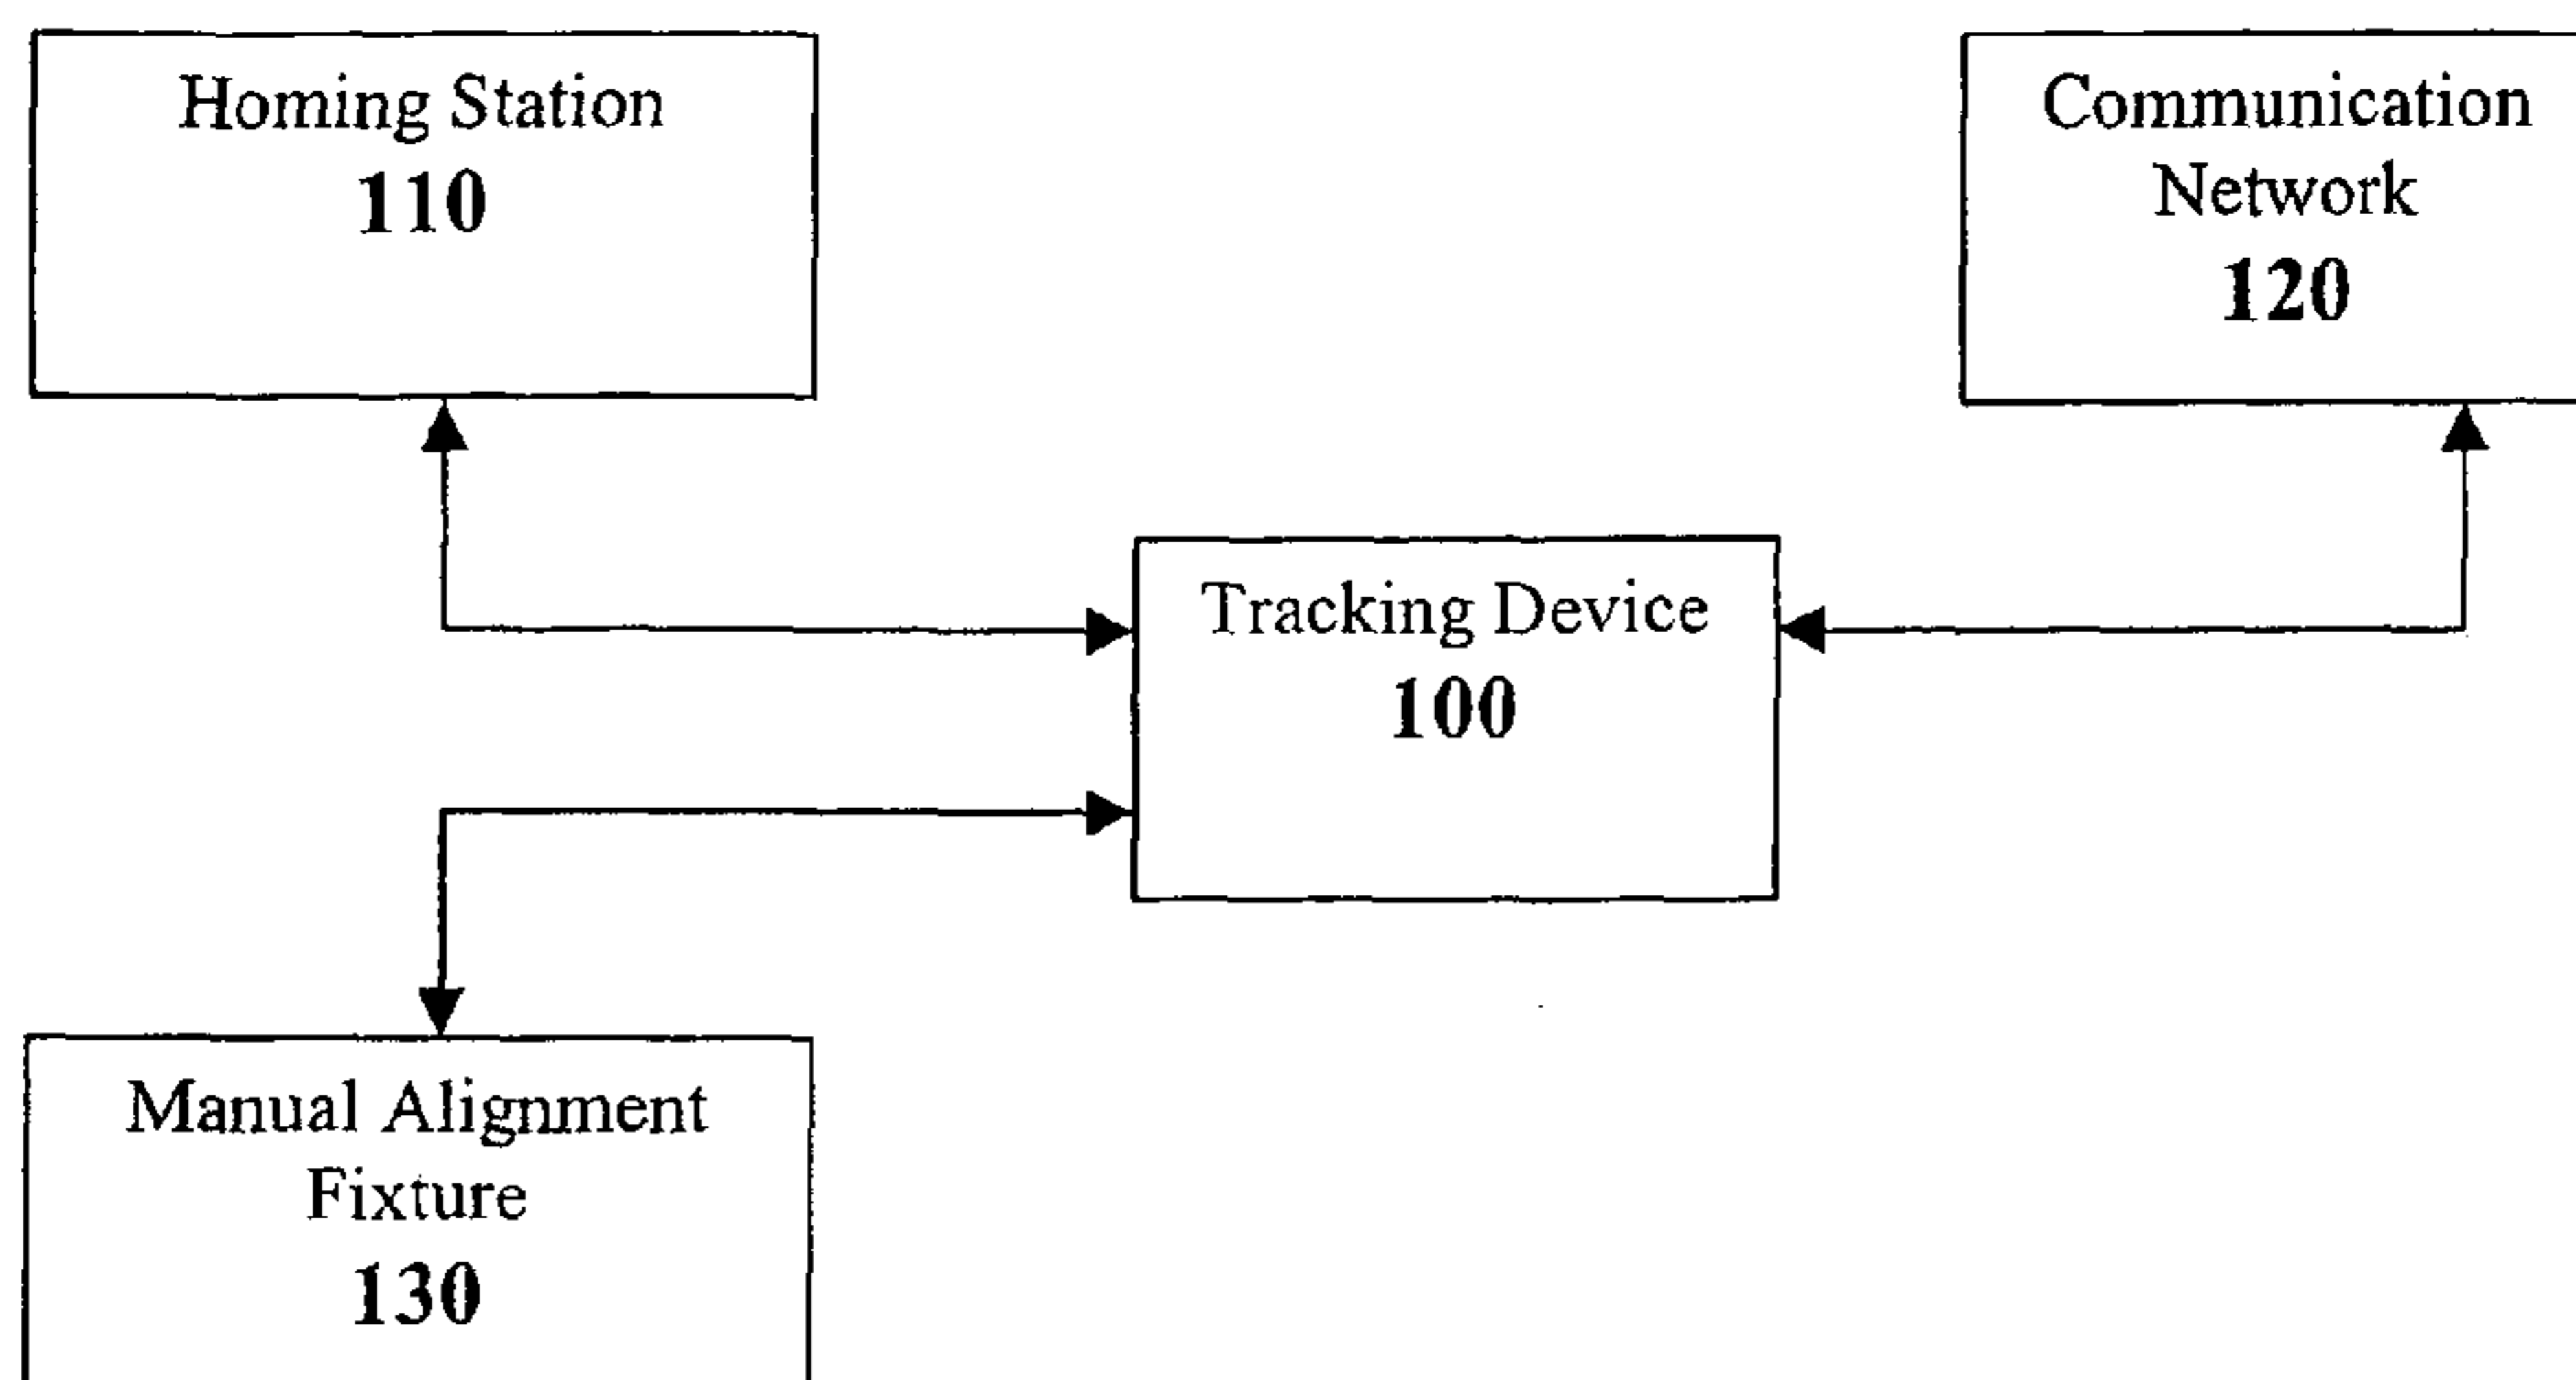 Homing Station
110
Communication
Network
120
Tracking Device
100
Manual Alignment
Fixture
130